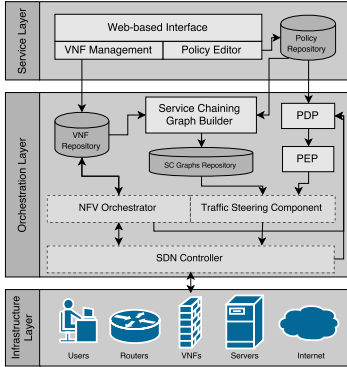 Service Layer
Web-based Interface
VNF Management
Policy Editor
Policy
Repository
Orchestration Layer
VNF
Repository
Service Chaining
Graph Builder
PDP
SC Graphs Repository
PEP
NFV Orchestrator
Traffic Steering Component
SDN Controller
Infrastructure
Layer
Users
Routers
VNFs
Servers
Internet